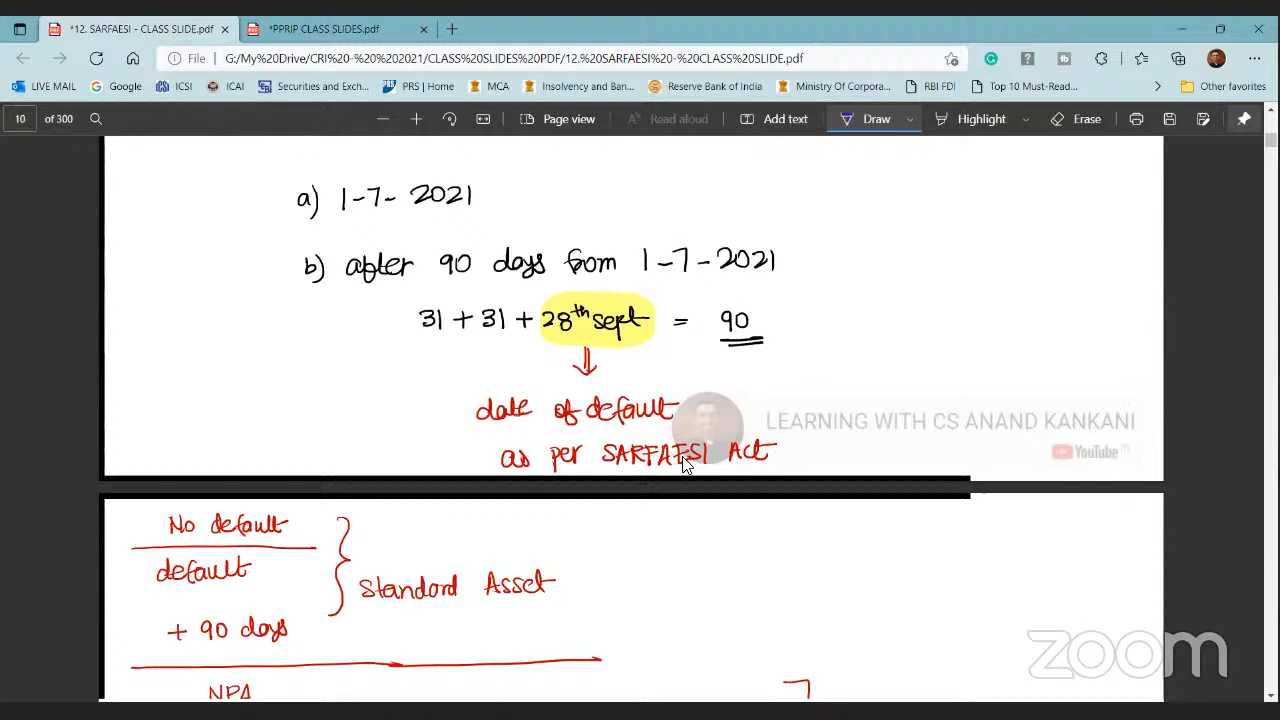 *12. SARFAESI - CLASS SLIDE.pdf
*PPRIP CLASS SLIDES.pdf
File
G:/My%20Drive/CRI%20-%20%202021/CLASS%20SLIDES%20PDF/12.%20SARFAESI%20-%20CLASS%20SLIDE.pdf
LIVE MAIL Google ICSI ICAI Securities and Exch... PRS | Home MCA Insolvency and Ban... Reserve Bank of India Ministry Of Corpora... RBI FDI Top 10 Must-Read... Other favorites
10 of 300 Page view Read aloud Add text Draw Highlight Erase
a) 1-7- 2021
b) after 90 days from 1-7-2021
31 + 31 + 28th sept = 90
date of default
LEARNING WITH CS ANAND KANKANI
as per SARFAESI Act
YouTube
No default
default
Standard Asset
+ 90 days
zoom
NPA